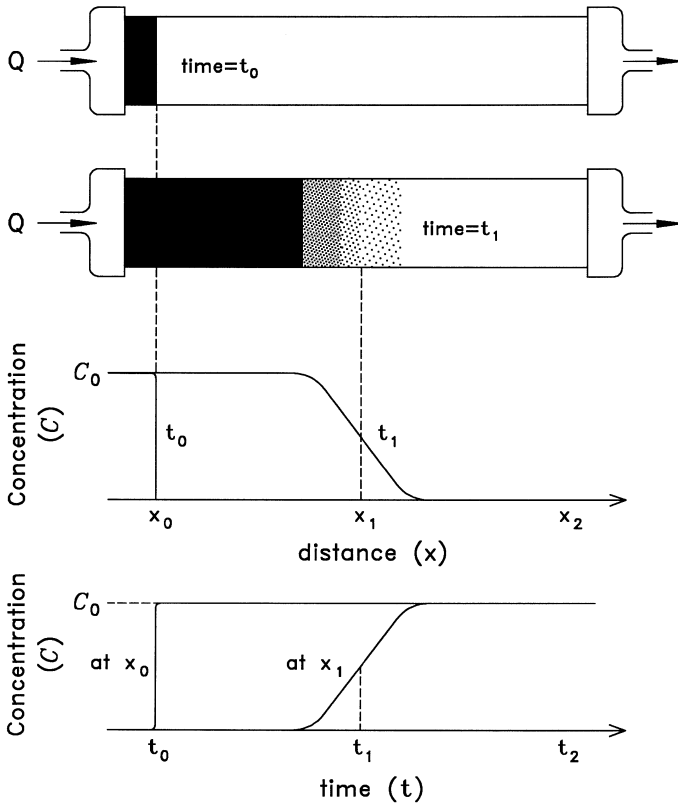 Q
time=t₀
Q
time=t₁
Concentration
(C)
C₀
t₀
t₁
x₀
x₁
x₂
distance (x)
Concentration
(C)
C₀
at x₀
at x₁
t₀
t₁
t₂
time (t)